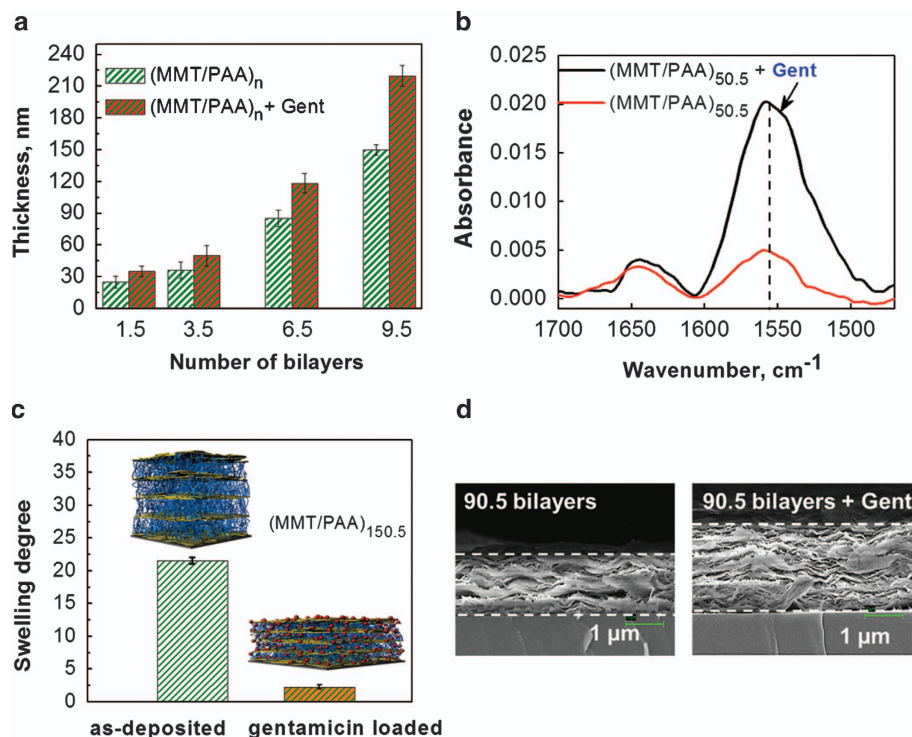 a
240
210
180
150
120
90
60
30
0
Thickness, nm
(MMT/PAA)n
(MMT/PAA)n+ Gent
1.5 3.5 6.5 9.5
Number of bilayers
b
0.025
0.020
0.015
0.010
0.005
0.000
Absorbance
(MMT/PAA)50.5 + Gent
(MMT/PAA)50.5
1700 1650 1600 1550 1500
Wavenumber, cm-1
c
40
35
30
25
20
15
10
5
0
Swelling degree
(MMT/PAA)150.5
as-deposited gentamicin loaded
d
90.5 bilayers
1 μm
90.5 bilayers + Gent
1 μm